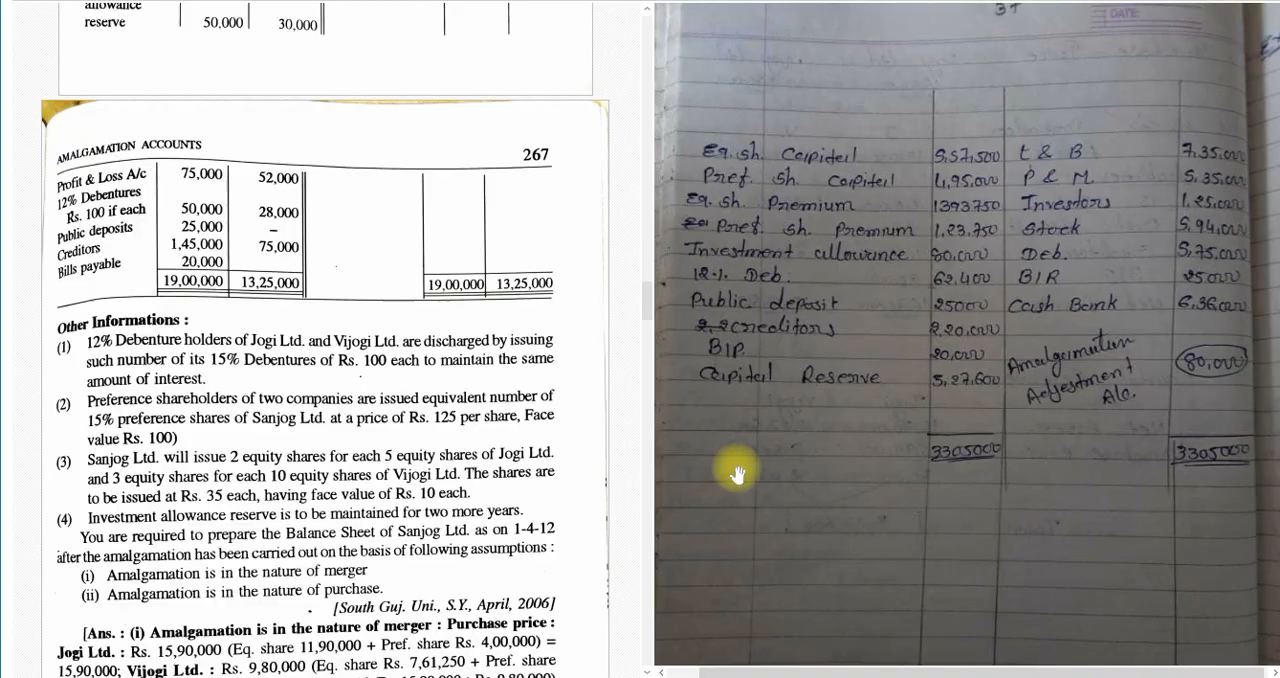 allowance
reserve 50,000 30,000
AMALGAMATION ACCOUNTS 267
Profit & Loss A/c 75,000 52,000
12% Debentures
Rs. 100 if each 50,000 28,000
Public deposits 25,000 –
Creditors 1,45,000 75,000
Bills payable 20,000
19,00,000 13,25,000 19,00,000 13,25,000
Other Informations :
(1) 12% Debenture holders of Jogi Ltd. and Vijogi Ltd. are discharged by issuing
such number of its 15% Debentures of Rs. 100 each to maintain the same
amount of interest.
(2) Preference shareholders of two companies are issued equivalent number of
15% preference shares of Sanjog Ltd. at a price of Rs. 125 per share, Face
value Rs. 100)
(3) Sanjog Ltd. will issue 2 equity shares for each 5 equity shares of Jogi Ltd.
and 3 equity shares for each 10 equity shares of Vijogi Ltd. The shares are
to be issued at Rs. 35 each, having face value of Rs. 10 each.
(4) Investment allowance reserve is to be maintained for two more years.
You are required to prepare the Balance Sheet of Sanjog Ltd. as on 1-4-12
after the amalgamation has been carried out on the basis of following assumptions :
(i) Amalgamation is in the nature of merger
(ii) Amalgamation is in the nature of purchase.
[South Guj. Uni., S.Y., April, 2006]
[Ans. : (i) Amalgamation is in the nature of merger : Purchase price :
Jogi Ltd. : Rs. 15,90,000 (Eq. share 11,90,000 + Pref. share Rs. 4,00,000) =
15,90,000; Vijogi Ltd. : Rs. 9,80,000 (Eq. share Rs. 7,61,250 + Pref. share
DATE:
Eq. sh. Capital 5,57,500 L & B 7,35,000
Pref. sh. capital 4,95,000 P & M. 5,35,000
Eq. sh. Premium 1393750 Investors 1,25,000
Pref. sh. Premium 1,23,750 Stock 5,94,000
Investment allowance 80,000 Deb. 5,75,000
12% Deb. 62,400 B/R 25000
Public deposit 25000 Cash Bank 6,36,000
creditors 2,20,000
B/P. 20,000 Amalgamation 80,000
Capital Reserve 5,27,600 Adjestment
A/c.
3305000 3305000